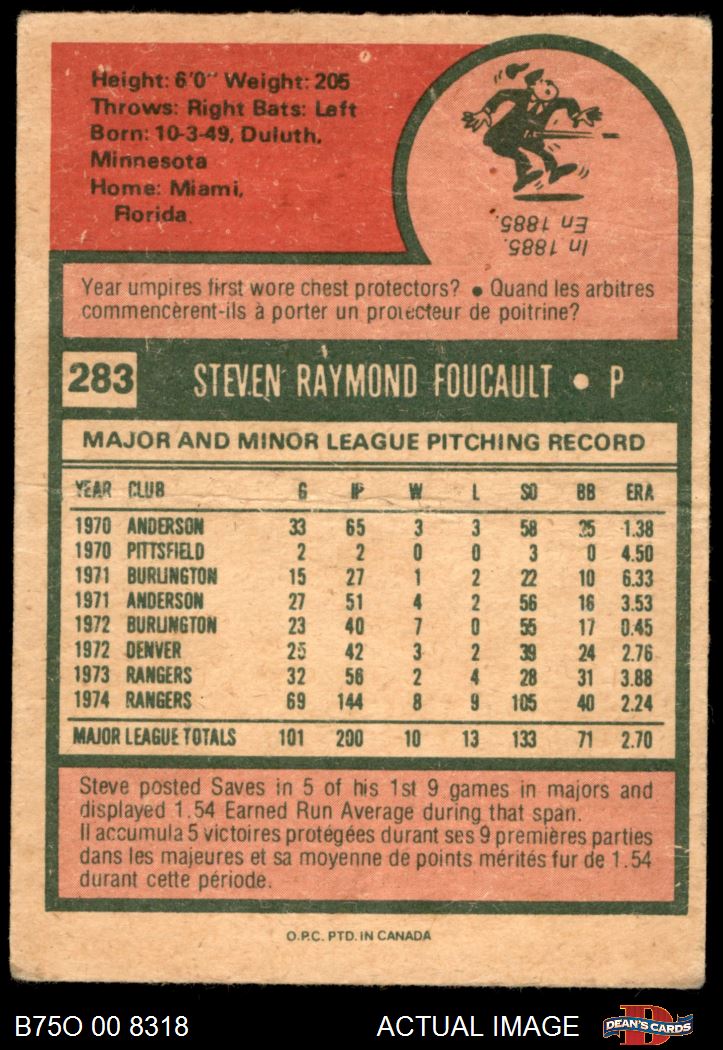 Height: 6'0" Weight: 205
Throws: Right Bats: Left
Born: 10-3-49, Duluth,
Minnesota
Home: Miami,
Florida
In 1885.
En 1885.
Year umpires first wore chest protectors? • Quand les arbitres
commencèrent-ils à porter un protecteur de poitrine?
283 STEVEN RAYMOND FOUCAULT • P
MAJOR AND MINOR LEAGUE PITCHING RECORD
YEAR CLUB G IP W L SO BB ERA
1970 ANDERSON 33 65 3 3 58 25 1.38
1970 PITTSFIELD 2 2 0 0 3 0 4.50
1971 BURLINGTON 15 27 1 2 22 10 6.33
1971 ANDERSON 27 51 4 2 56 16 3.53
1972 BURLINGTON 23 40 7 0 55 17 0.45
1972 DENVER 25 42 3 2 39 24 2.76
1973 RANGERS 32 56 2 4 28 31 3.88
1974 RANGERS 69 144 8 9 105 40 2.24
MAJOR LEAGUE TOTALS 101 200 10 13 133 71 2.70
Steve posted Saves in 5 of his 1st 9 games in majors and
displayed 1.54 Earned Run Average during that span.
Il accumula 5 victoires protégées durant ses 9 premières parties
dans les majeures et sa moyenne de points mérités fur de 1.54
durant cette période.
O.P.C. PTD. IN CANADA
B75O 00 8318 ACTUAL IMAGE D DEAN'S CARDS